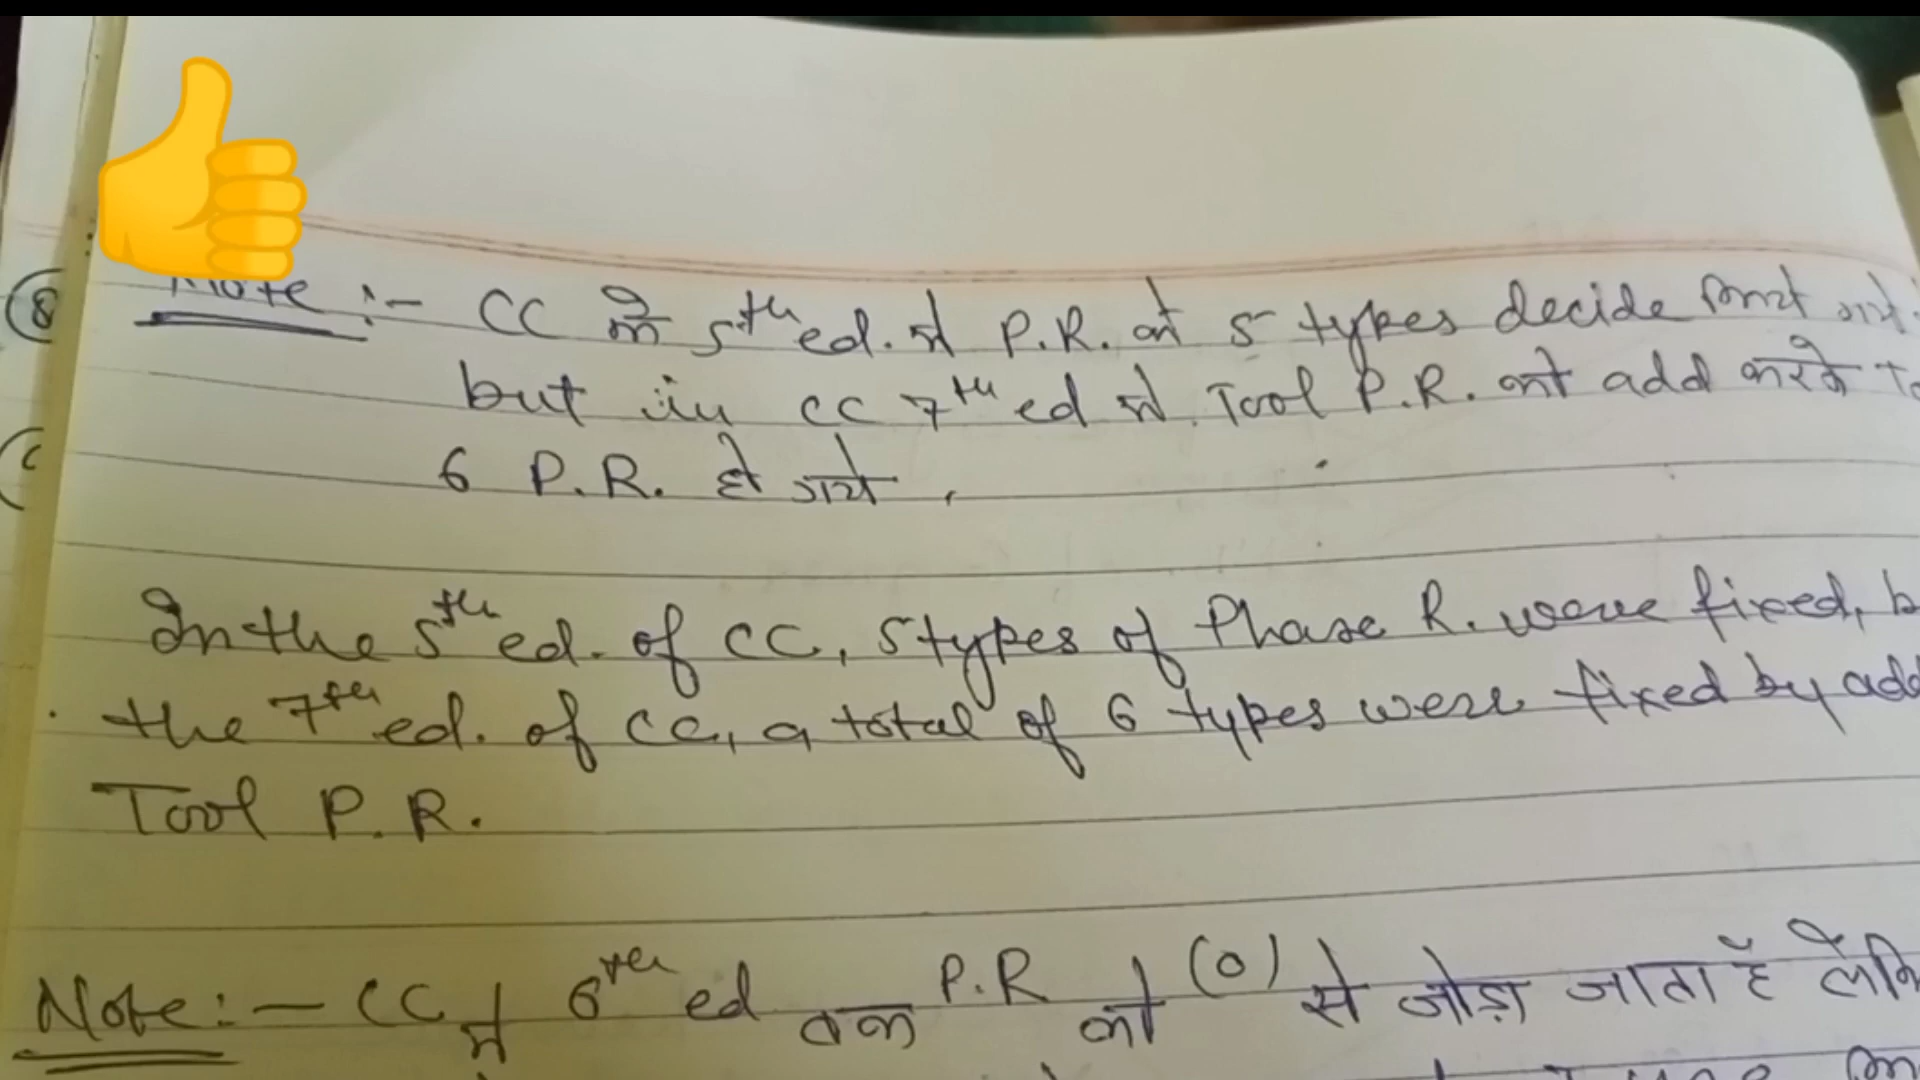 Note :- CC के 5th ed. में P.R. को 5 types decide किया गये
but in CC 7th ed में Tool P.R. को add करके To
6 P.R. हो गये.
In the 5th ed. of CC, 5 types of Phase R. were fixed, b
the 7th ed. of CC, a total of 6 types were fixed by add
Tool P.R.
Note :- CC में 6th ed तक P.R को (0) से जोड़ा जाता है लेकि